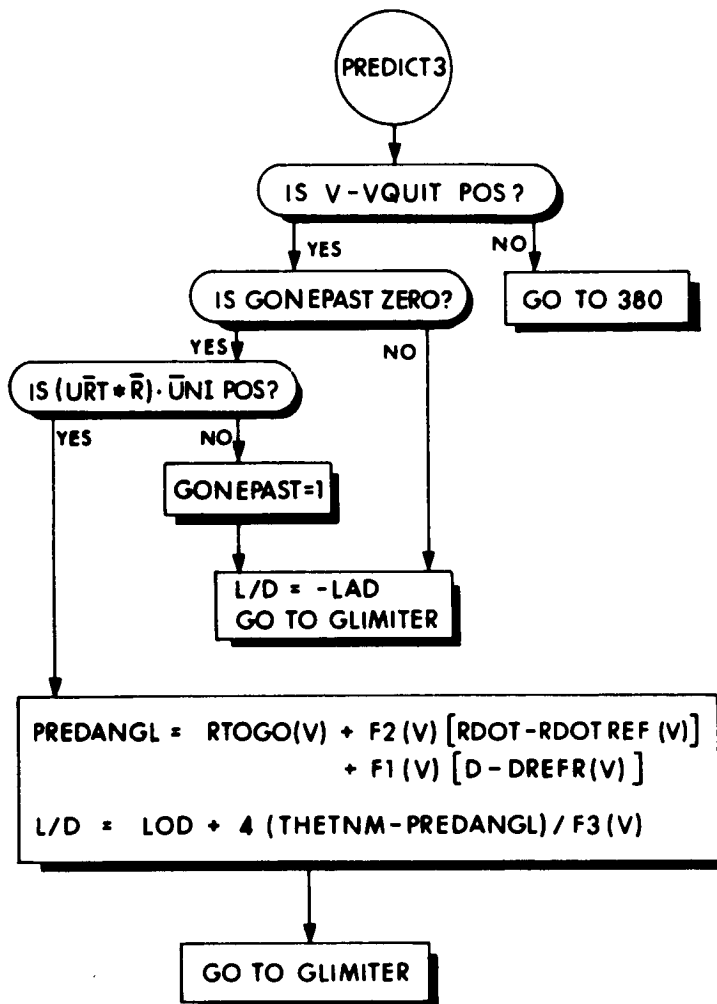 PREDICT3
IS V-VQUIT POS?
YES
NO
IS GONEPAST ZERO?
GO TO 380
YES
NO
IS (UR̄T * R̄) · ŪNI POS?
YES
NO
GONEPAST=1
L/D = -LAD
GO TO GLIMITER
PREDANGL = RTOGO(V) + F2(V) [RDOT-RDOTREF(V)]
+ F1(V) [D-DREFR(V)]
L/D = LOD + 4 (THETNM-PREDANGL) / F3(V)
GO TO GLIMITER